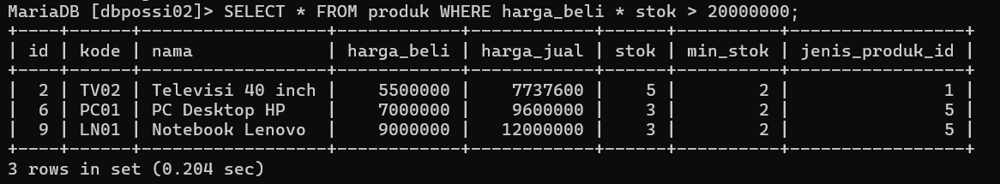 MariaDB [dbpossi02]> SELECT * FROM produk WHERE harga_beli * stok > 20000000;
+----+------+------------------+------------+------------+------+----------+-----------------+
| id | kode | nama             | harga_beli | harga_jual | stok | min_stok | jenis_produk_id |
+----+------+------------------+------------+------------+------+----------+-----------------+
|  2 | TV02 | Televisi 40 inch |    5500000 |    7737600 |    5 |        2 |               1 |
|  6 | PC01 | PC Desktop HP    |    7000000 |    9600000 |    3 |        2 |               5 |
|  9 | LN01 | Notebook Lenovo  |    9000000 |   12000000 |    3 |        2 |               5 |
+----+------+------------------+------------+------------+------+----------+-----------------+
3 rows in set (0.204 sec)